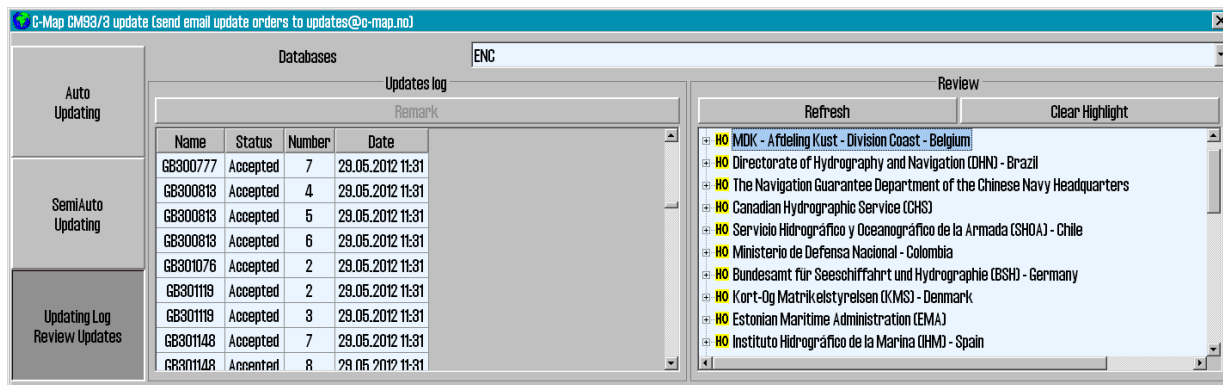 C-Map CM93/3 update (send email update orders to updates@c-map.no)
Auto
Updating
SemiAuto
Updating
Updating Log
Review Updates
Databases
ENC
Updates log
Remark
Name Status Number Date
GB300777 Accepted 7 29.05.2012 11:31
GB300813 Accepted 4 29.05.2012 11:31
GB300813 Accepted 5 29.05.2012 11:31
GB300813 Accepted 6 29.05.2012 11:31
GB301076 Accepted 2 29.05.2012 11:31
GB301119 Accepted 2 29.05.2012 11:31
GB301119 Accepted 3 29.05.2012 11:31
GB301148 Accepted 7 29.05.2012 11:31
GB301148 Accepted 8 29.05.2012 11:31
Review
Refresh Clear Highlight
HO MDK - Afdeling Kust - Division Coast - Belgium
HO Directorate of Hydrography and Navigation (DHN) - Brazil
HO The Navigation Guarantee Department of the Chinese Navy Headquarters
HO Canadian Hydrographic Service (CHS)
HO Servicio Hidrográfico y Oceanográfico de la Armada (SHOA) - Chile
HO Ministerio de Defensa Nacional - Colombia
HO Bundesamt für Seeschiffahrt und Hydrographie (BSH) - Germany
HO Kort-Og Matrikelstyrelsen (KMS) - Denmark
HO Estonian Maritime Administration (EMA)
HO Instituto Hidrográfico de la Marina (IHM) - Spain